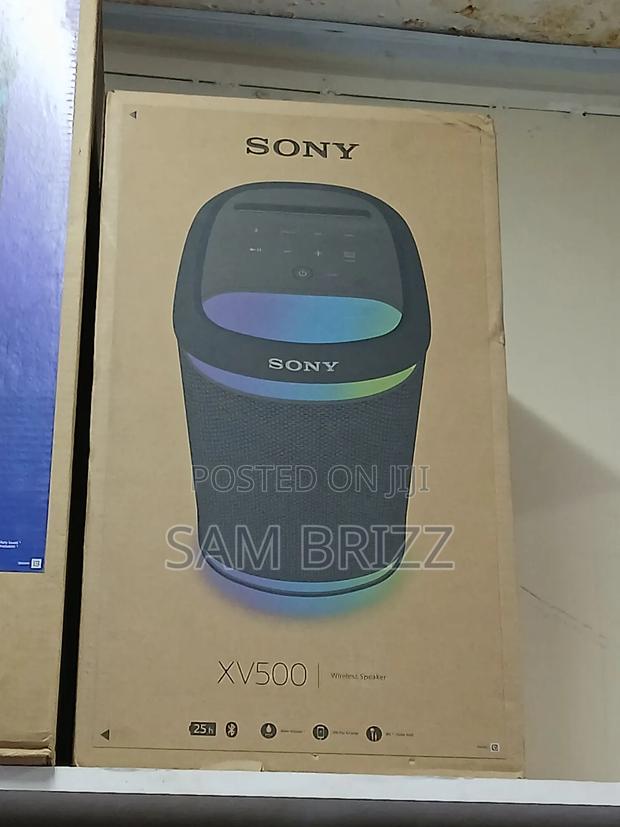 SONY
SONY
POSTED ON JIJI
SAM BRIZZ
XV500 | Wireless Speaker
25h